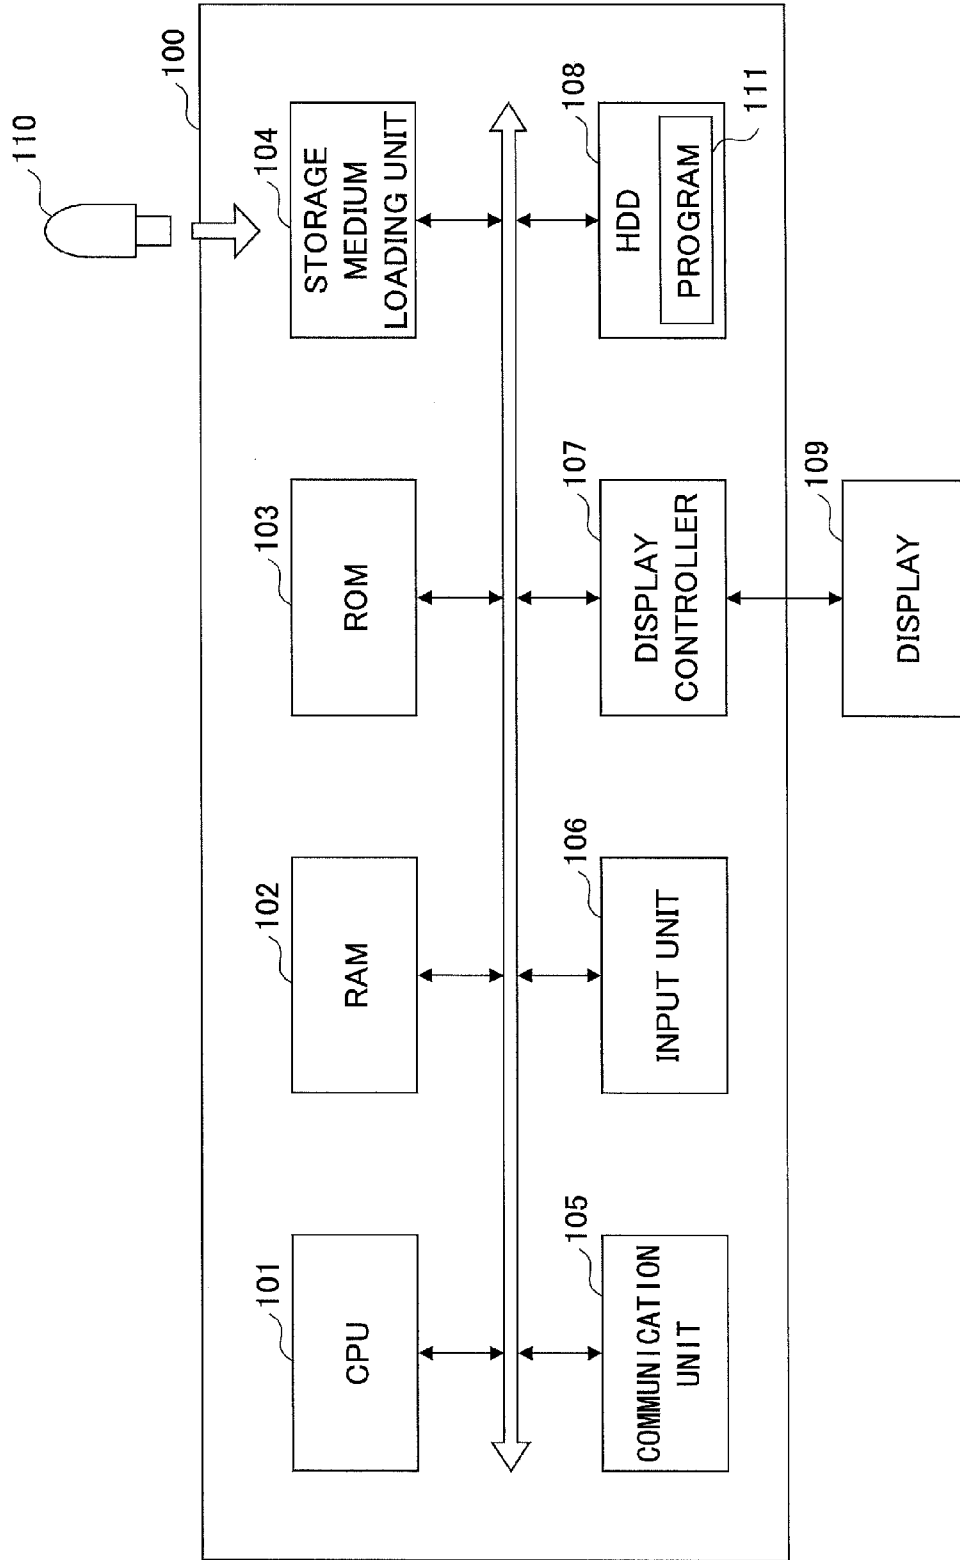 110
100
101
CPU
102
RAM
103
ROM
104
STORAGE
MEDIUM
LOADING UNIT
105
COMMUNICATION
UNIT
106
INPUT UNIT
107
DISPLAY
CONTROLLER
108
HDD
PROGRAM
111
109
DISPLAY